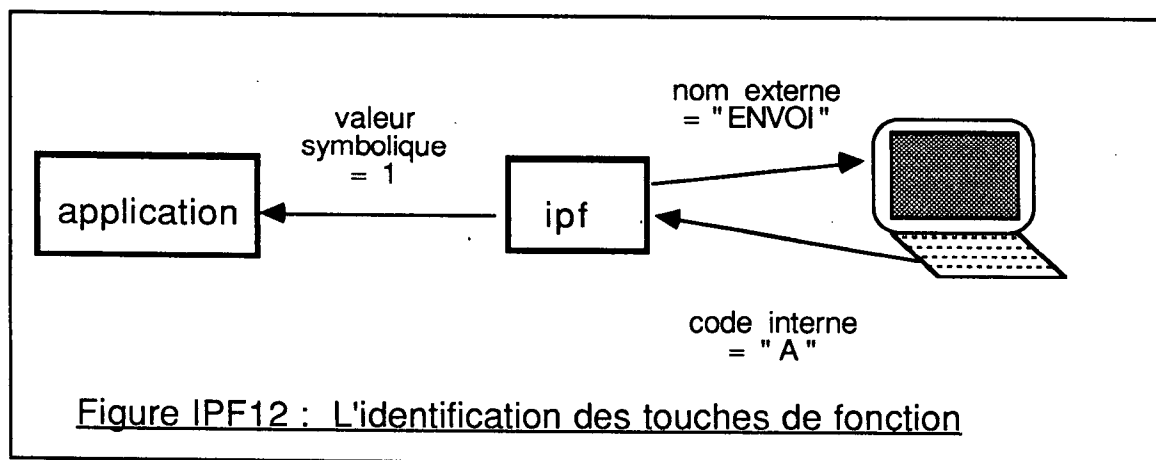 nom externe
= "ENVOI"
valeur
symbolique
= 1
application
ipf
code interne
= "A"
Figure IPF12 : L'identification des touches de fonction